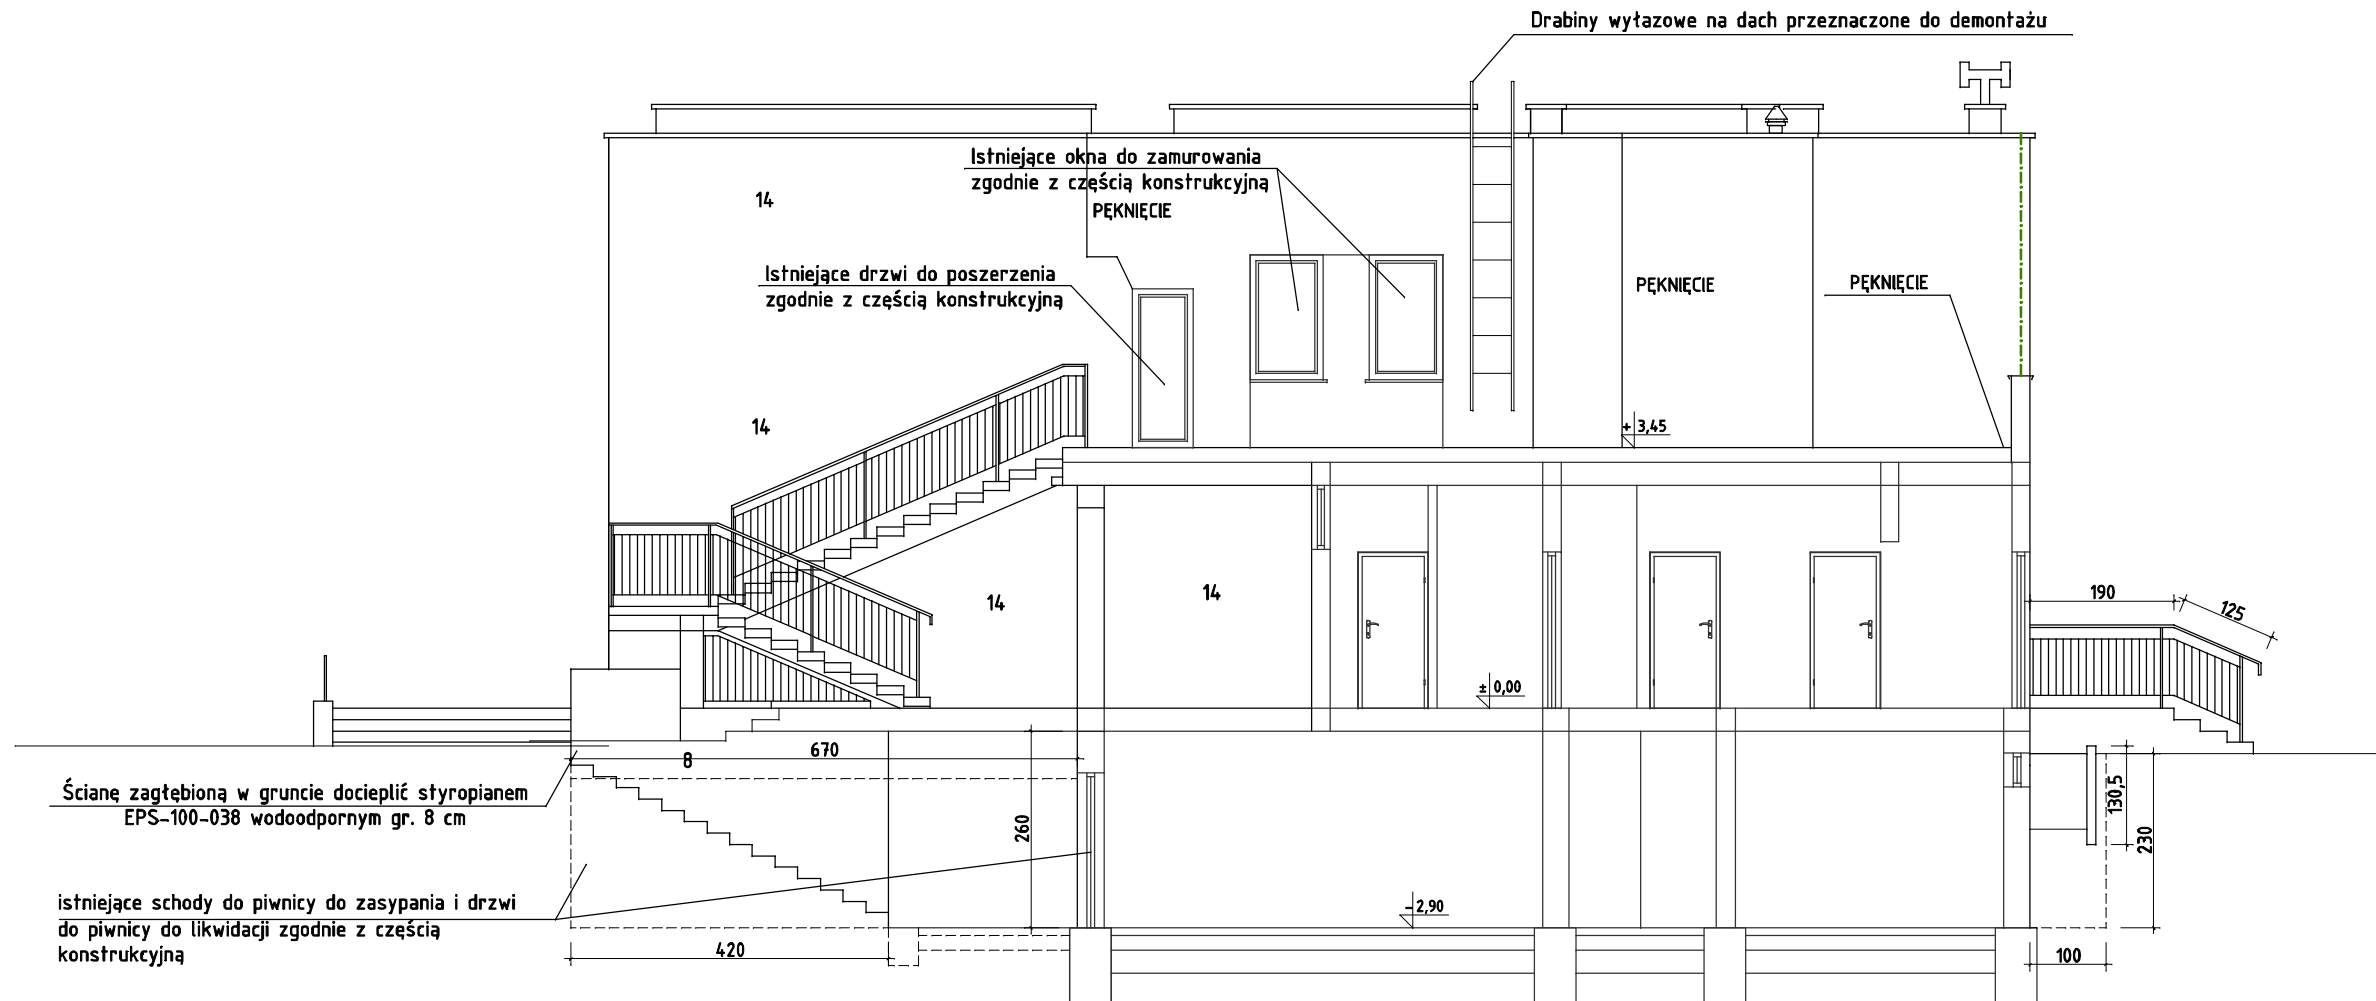 Drabiny wyłazowe na dach przeznaczone do demontażu
Istniejące okna do zamurowania
zgodnie z częścią konstrukcyjną
14
PĘKNIĘCIE
Istniejące drzwi do poszerzenia
zgodnie z częścią konstrukcyjną
PĘKNIĘCIE
PĘKNIĘCIE
14
+ 3,45
14
14
190
125
± 0,00
670
8
Ścianę zagłębioną w gruncie docieplić styropianem
EPS-100-038 wodoodpornym gr. 8 cm
260
130,5
230
istniejące schody do piwnicy do zasypania i drzwi
do piwnicy do likwidacji zgodnie z częścią
konstrukcyjną
-2,90
420
100